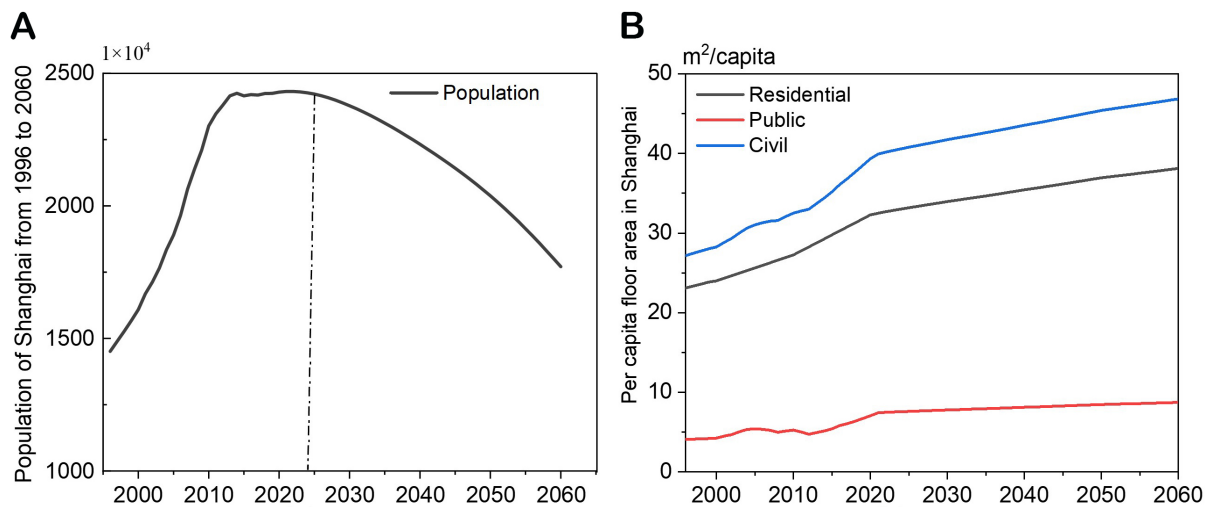 A
1×10⁴
Population of Shanghai from 1996 to 2060
2500
2000
1500
1000
Population
2000 2010 2020 2030 2040 2050 2060
B
m²/capita
Per capita floor area in Shanghai
50
40
30
20
10
0
Residential
Public
Civil
2000 2010 2020 2030 2040 2050 2060